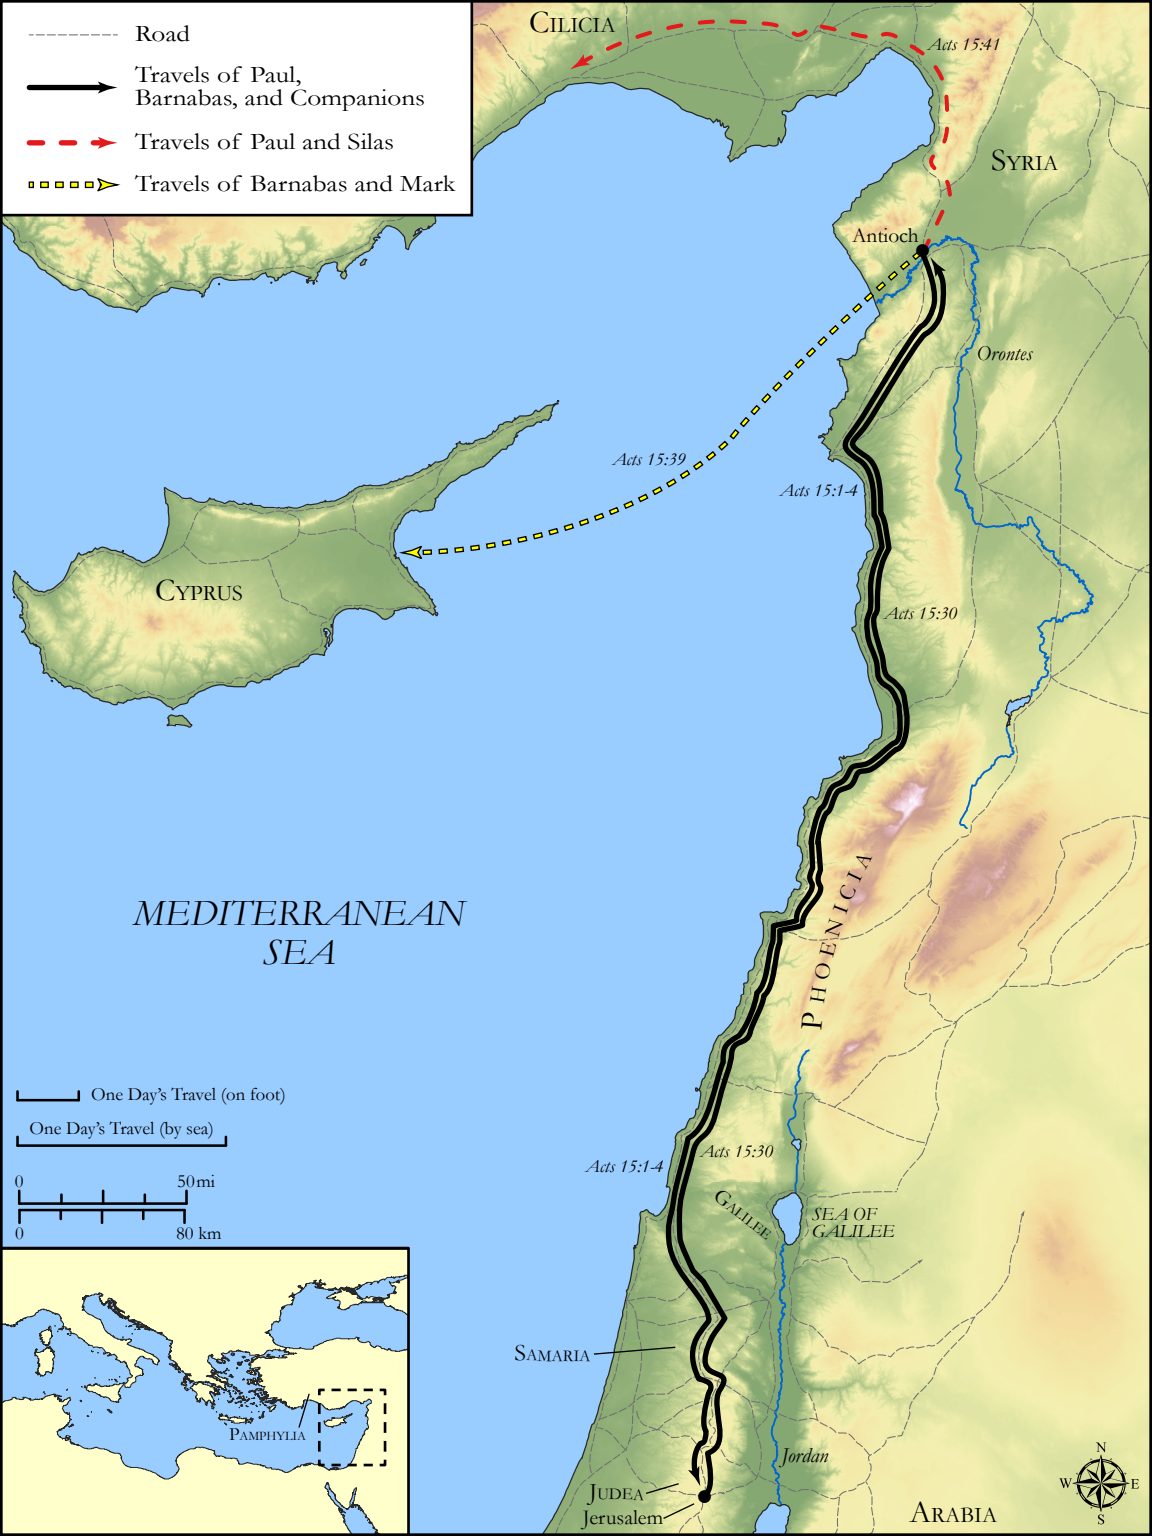 Road
Travels of Paul,
Barnabas, and Companions
Travels of Paul and Silas
Travels of Barnabas and Mark
CILICIA
Acts 15:41
SYRIA
Antioch
Orontes
Acts 15:39
Acts 15:1-4
CYPRUS
Acts 15:30
PHOENICIA
MEDITERRANEAN
SEA
One Day's Travel (on foot)
One Day's Travel (by sea)
0 50 mi
0 80 km
Acts 15:30
Acts 15:1-4
GALILEE
SEA OF
GALILEE
SAMARIA
PAMPHYLIA
Jordan
JUDEA
Jerusalem
ARABIA
N
W E
S